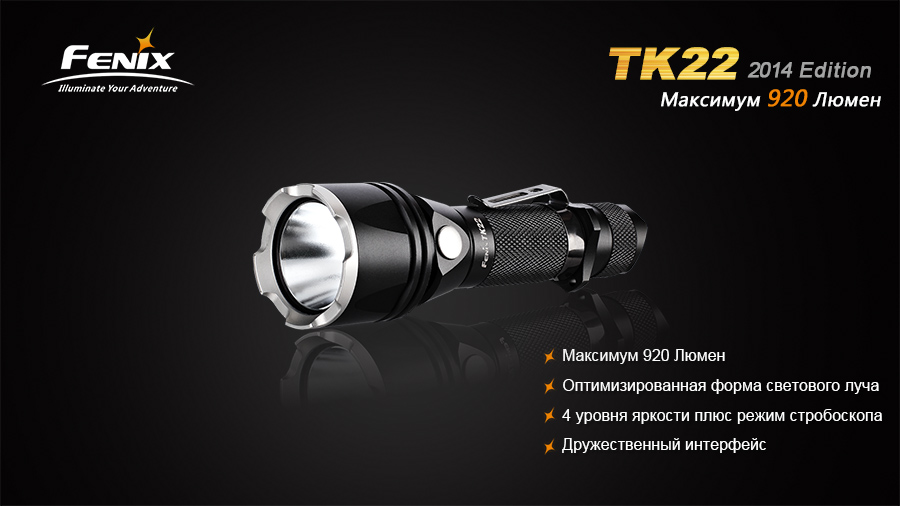 FENIX
Illuminate Your Adventure
TK22 2014 Edition
Максимум 920 Люмен
Fenix TK22
Максимум 920 Люмен
Оптимизированная форма светового луча
4 уровня яркости плюс режим стробоскопа
Дружественный интерфейс